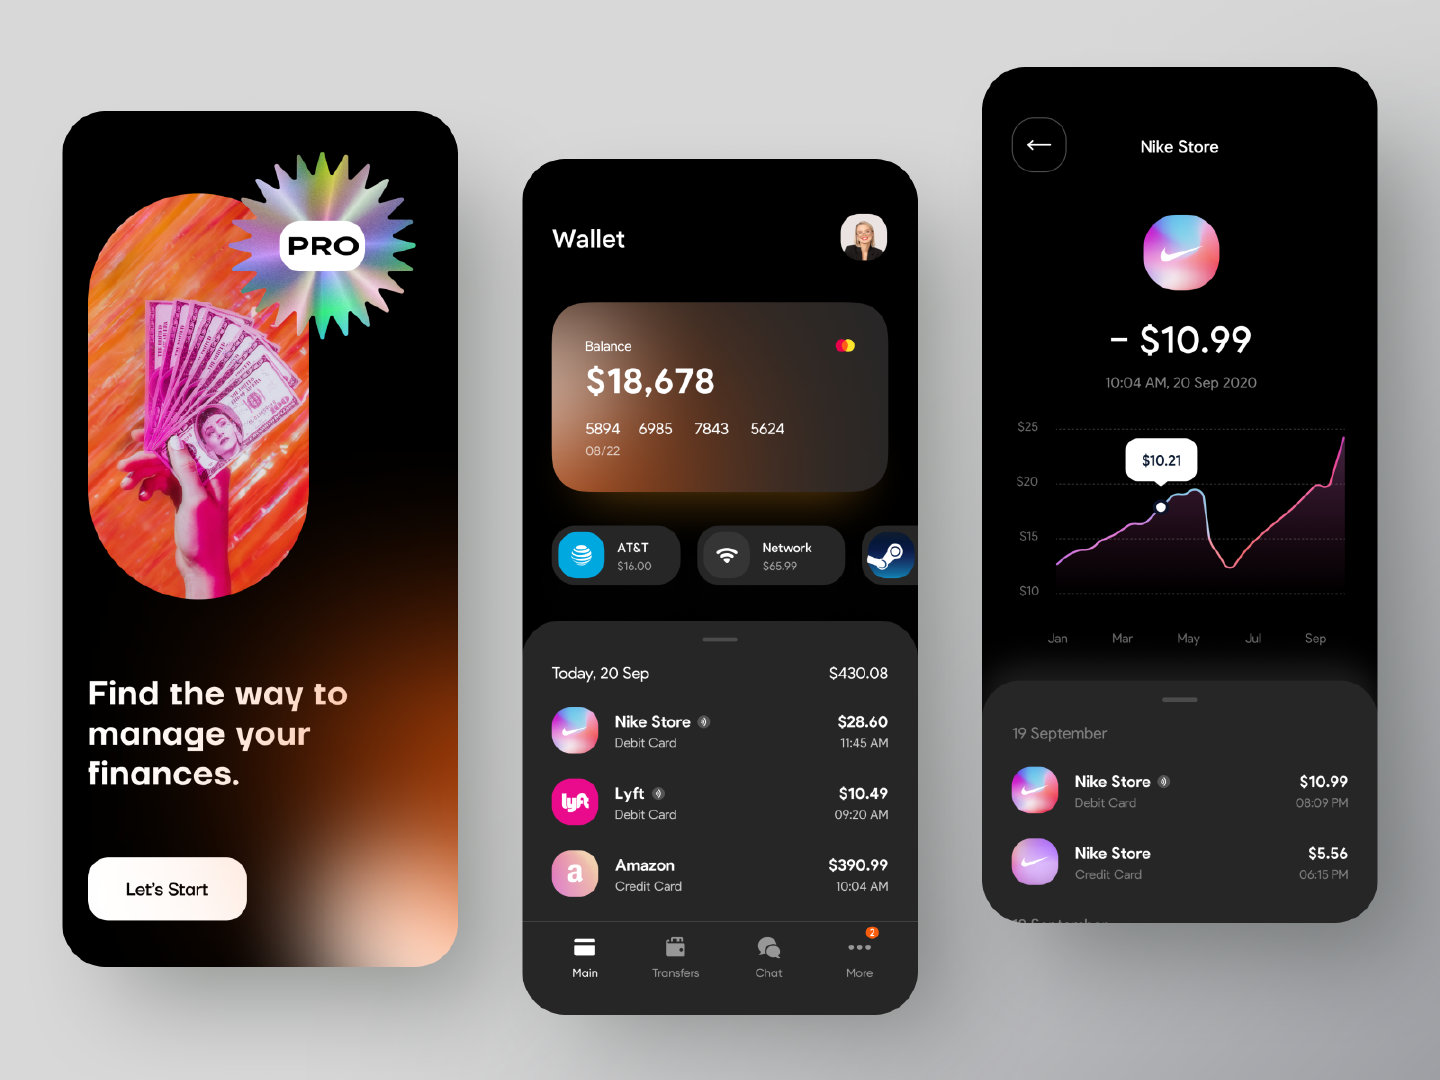 PRO
Find the way to
manage your
finances.
Let's Start
Wallet
Balance
$18,678
5894 6985 7843 5624
08/22
AT&T
$16.00
Network
$65.99
Today, 20 Sep $430.08
Nike Store $28.60
Debit Card 11:45 AM
lyft
Lyft $10.49
Debit Card 09:20 AM
a
Amazon $390.99
Credit Card 10:04 AM
2
Main Transfers Chat More
Nike Store
– $10.99
10:04 AM, 20 Sep 2020
$25
$10.21
$20
$15
$10
Jan Mar May Jul Sep
19 September
Nike Store $10.99
Debit Card 08:09 PM
Nike Store $5.56
Credit Card 06:15 PM